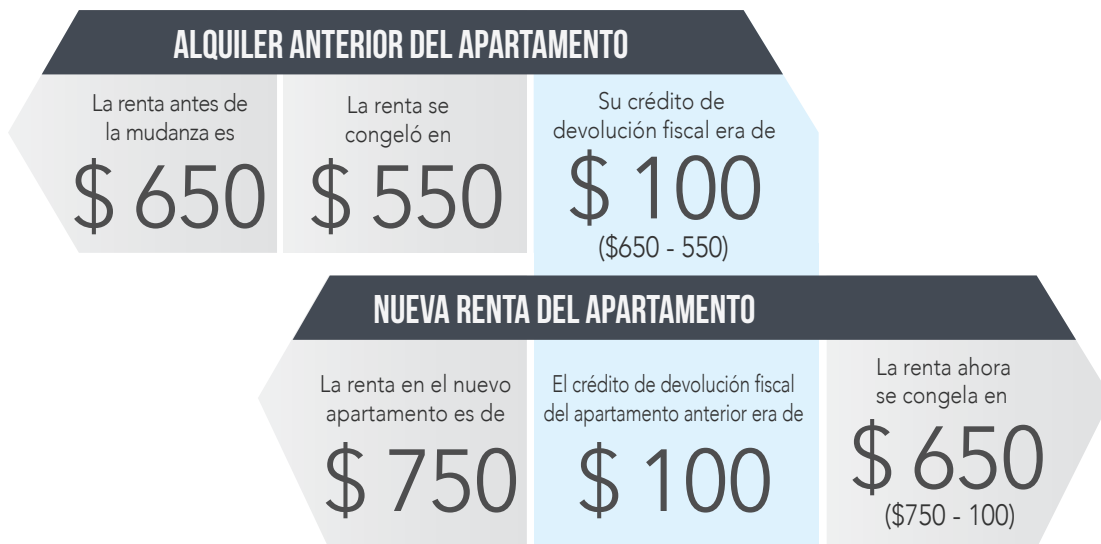 ALQUILER ANTERIOR DEL APARTAMENTO
La renta antes de
la mudanza es
$ 650
La renta se
congeló en
$ 550
Su crédito de
devolución fiscal era de
$ 100
($650 - 550)
NUEVA RENTA DEL APARTAMENTO
La renta en el nuevo
apartamento es de
$ 750
El crédito de devolución fiscal
del apartamento anterior era de
$ 100
La renta ahora
se congela en
$ 650
($750 - 100)